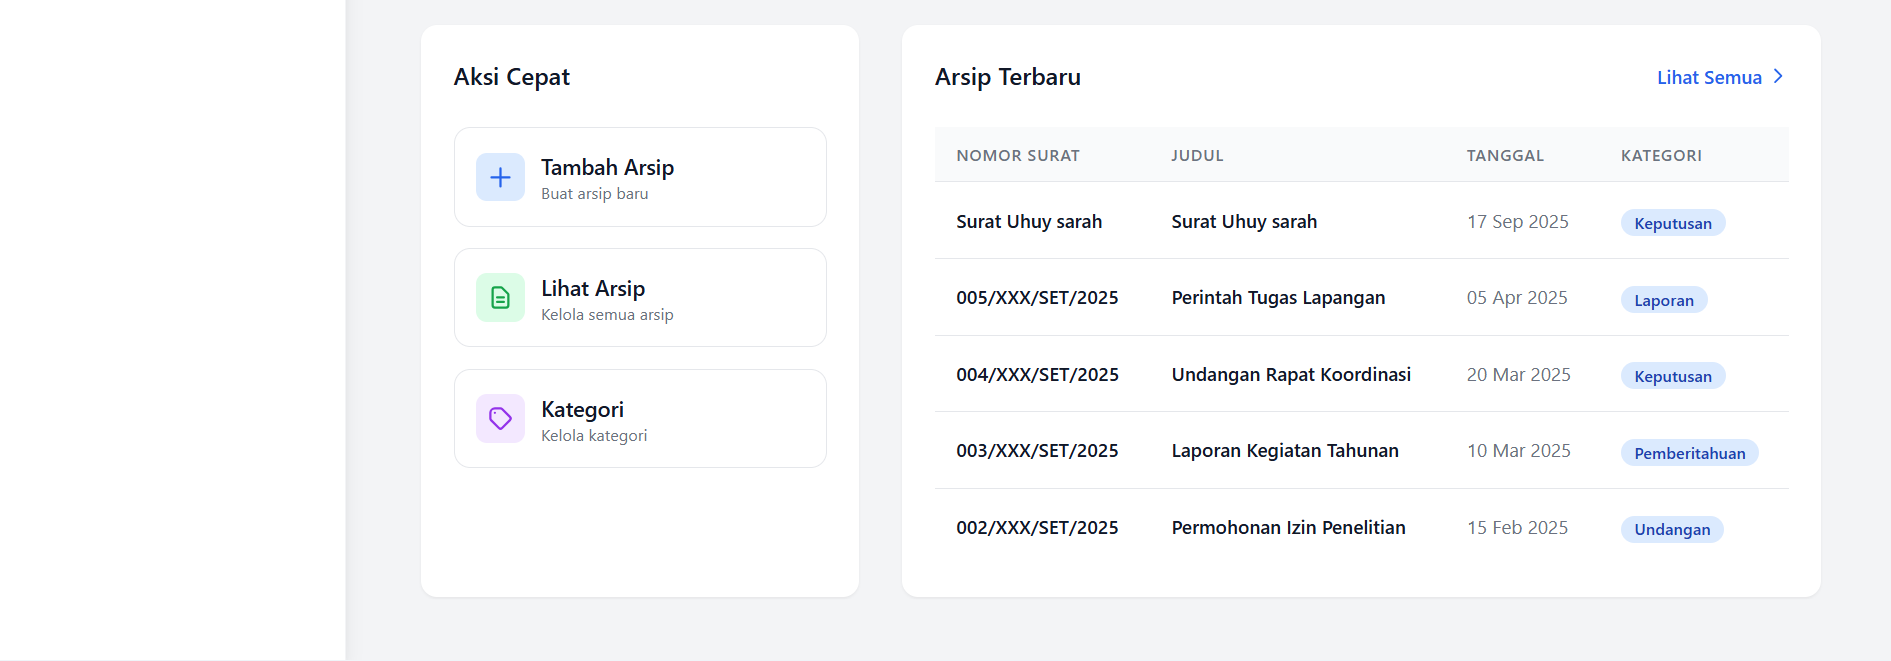 Aksi Cepat
Tambah Arsip
Buat arsip baru
Lihat Arsip
Kelola semua arsip
Kategori
Kelola kategori
Arsip Terbaru
Lihat Semua
NOMOR SURAT JUDUL TANGGAL KATEGORI
Surat Uhuy sarah Surat Uhuy sarah 17 Sep 2025 Keputusan
005/XXX/SET/2025 Perintah Tugas Lapangan 05 Apr 2025 Laporan
004/XXX/SET/2025 Undangan Rapat Koordinasi 20 Mar 2025 Keputusan
003/XXX/SET/2025 Laporan Kegiatan Tahunan 10 Mar 2025 Pemberitahuan
002/XXX/SET/2025 Permohonan Izin Penelitian 15 Feb 2025 Undangan